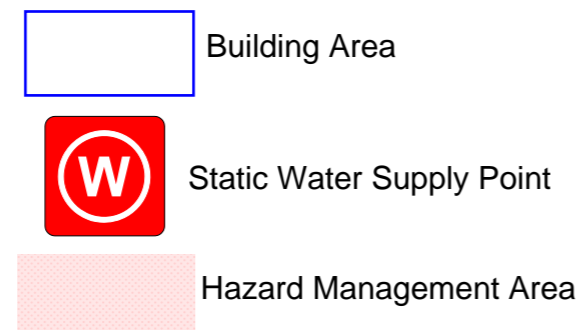 Building Area
W
Static Water Supply Point
Hazard Management Area